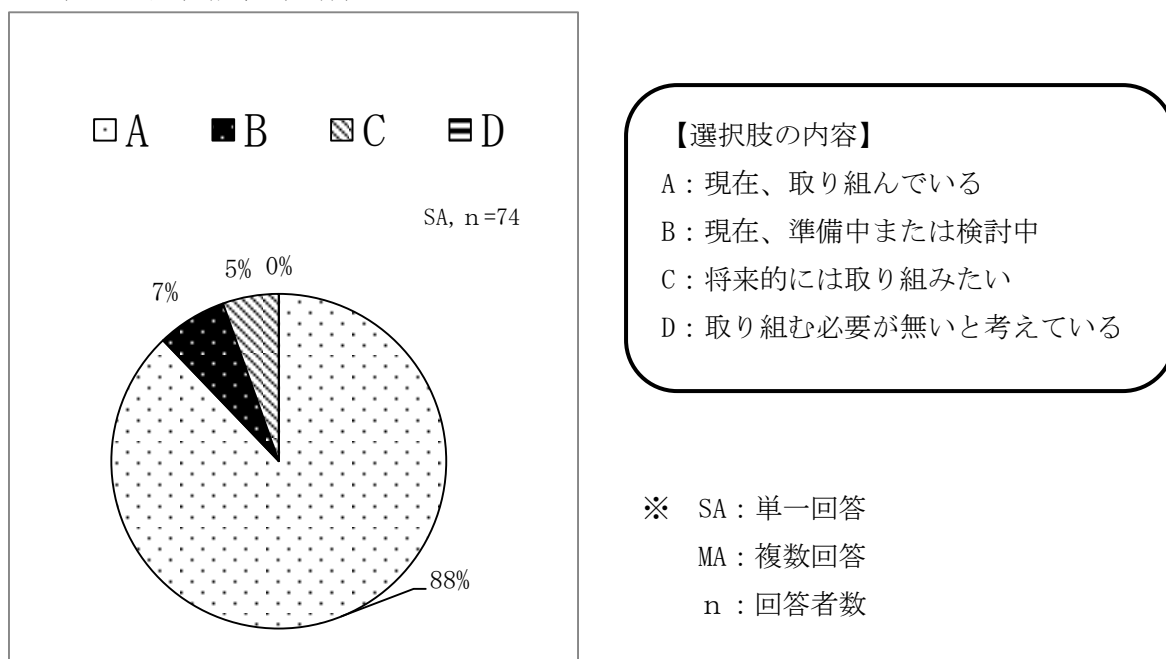 A B C D
SA, n=74
5% 0%
7%
88%
【選択肢の内容】
A：現在、取り組んでいる
B：現在、準備中または検討中
C：将来的には取り組みたい
D：取り組む必要が無いと考えている
※ SA：単一回答
MA：複数回答
n：回答者数